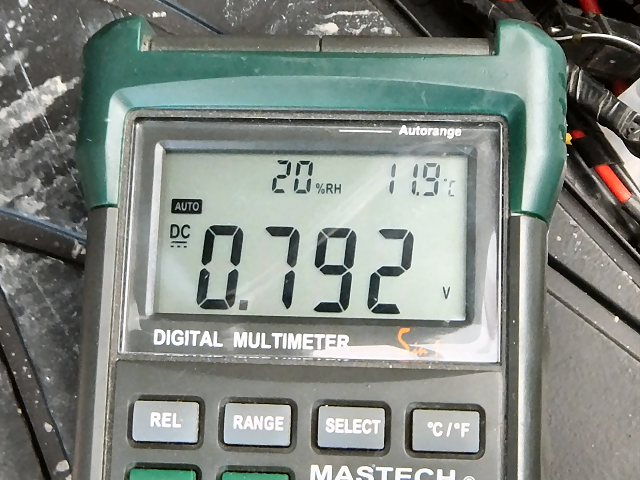 Autorange
20 %RH 11.9 °C
AUTO
DC
0.792 V
DIGITAL MULTIMETER
REL RANGE SELECT °C/°F
MASTECH®